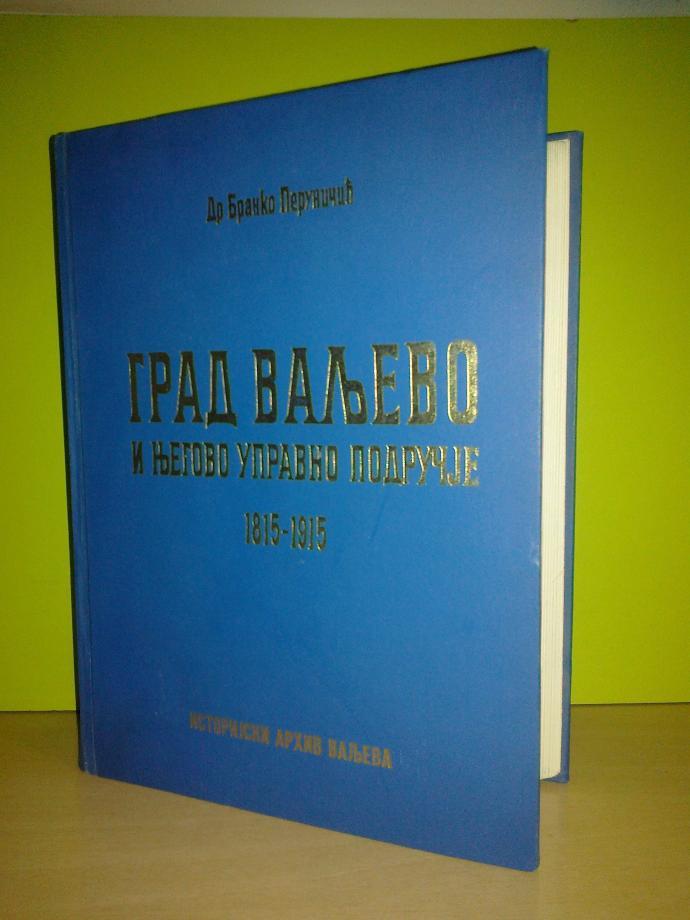 Др Бранко Перуничић
ГРАД ВАЉЕВО
И ЊЕГОВО УПРАВНО ПОДРУЧЈЕ
1815-1915
ИСТОРИЈСКИ АРХИВ ВАЉЕВА